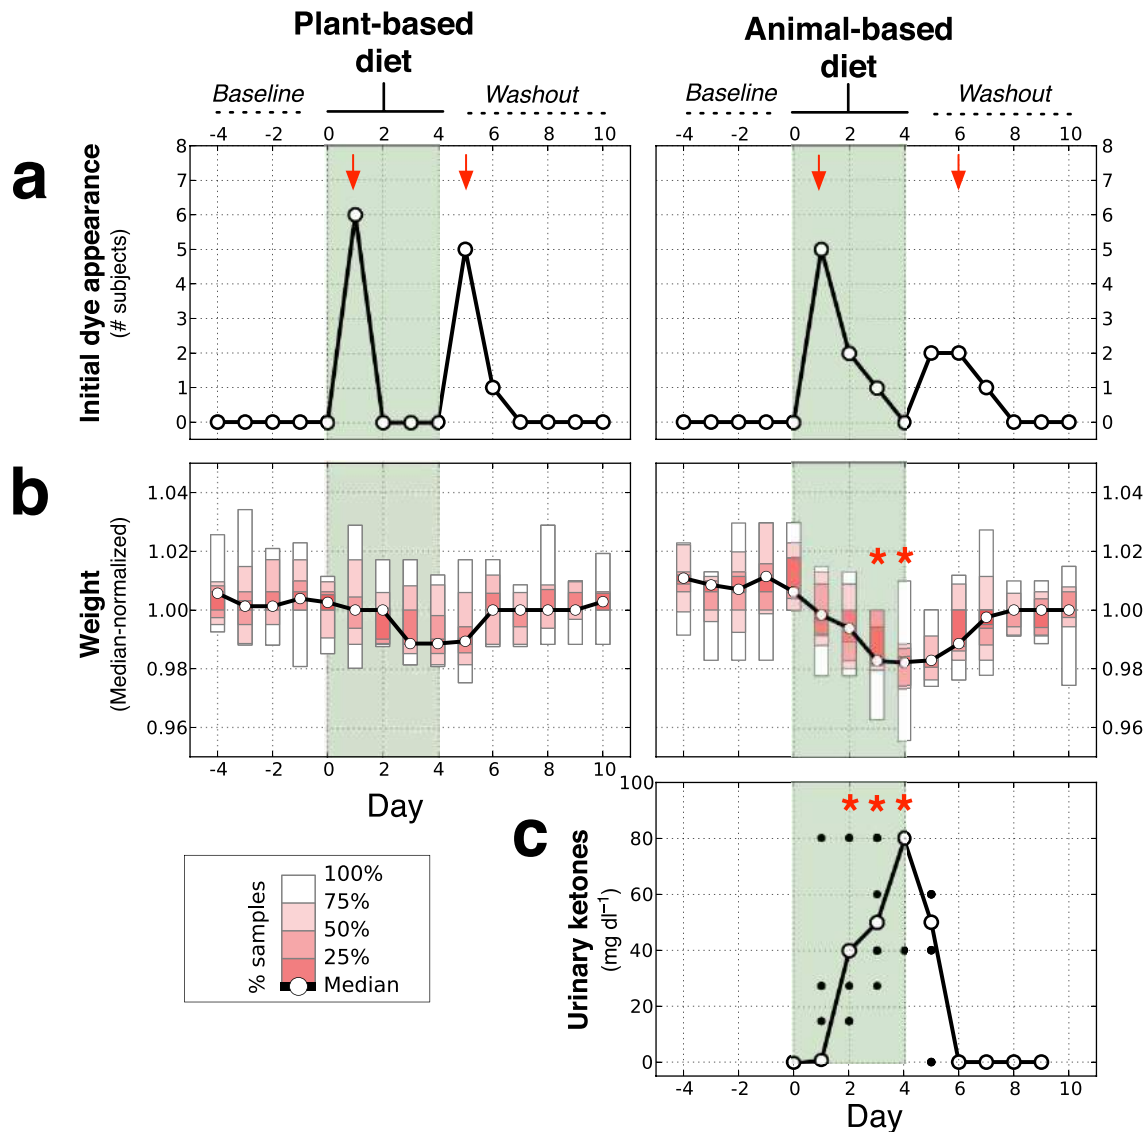 Plant-based
diet
Animal-based
diet
Baseline
Washout
Baseline
Washout
-4 -2 0 2 4 6 8 10
-4 -2 0 2 4 6 8 10
a
Initial dye appearance
(# subjects)
8
7
6
5
4
3
2
1
0
8
7
6
5
4
3
2
1
0
b
Weight
(Median-normalized)
1.04
1.02
1.00
0.98
0.96
* *
1.04
1.02
1.00
0.98
0.96
-4 -2 0 2 4 6 8 10
Day
% samples
100%
75%
50%
25%
Median
c
Urinary ketones
(mg dl⁻¹)
100
80
60
40
20
0
* * *
-4 -2 0 2 4 6 8 10
Day